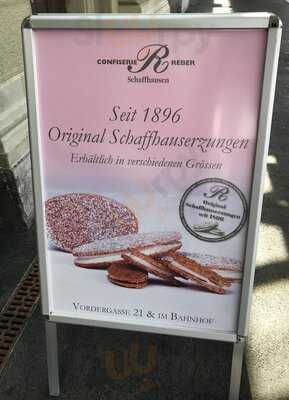 CONFISERIE R REBER
Schaffhausen
Seit 1896
Original Schaffhauserzungen
Erhältlich in verschiedenen Grössen
R
Original
Schaffhauserzungen
seit 1896
VORDERGASSE 21 & IM BAHNHOF